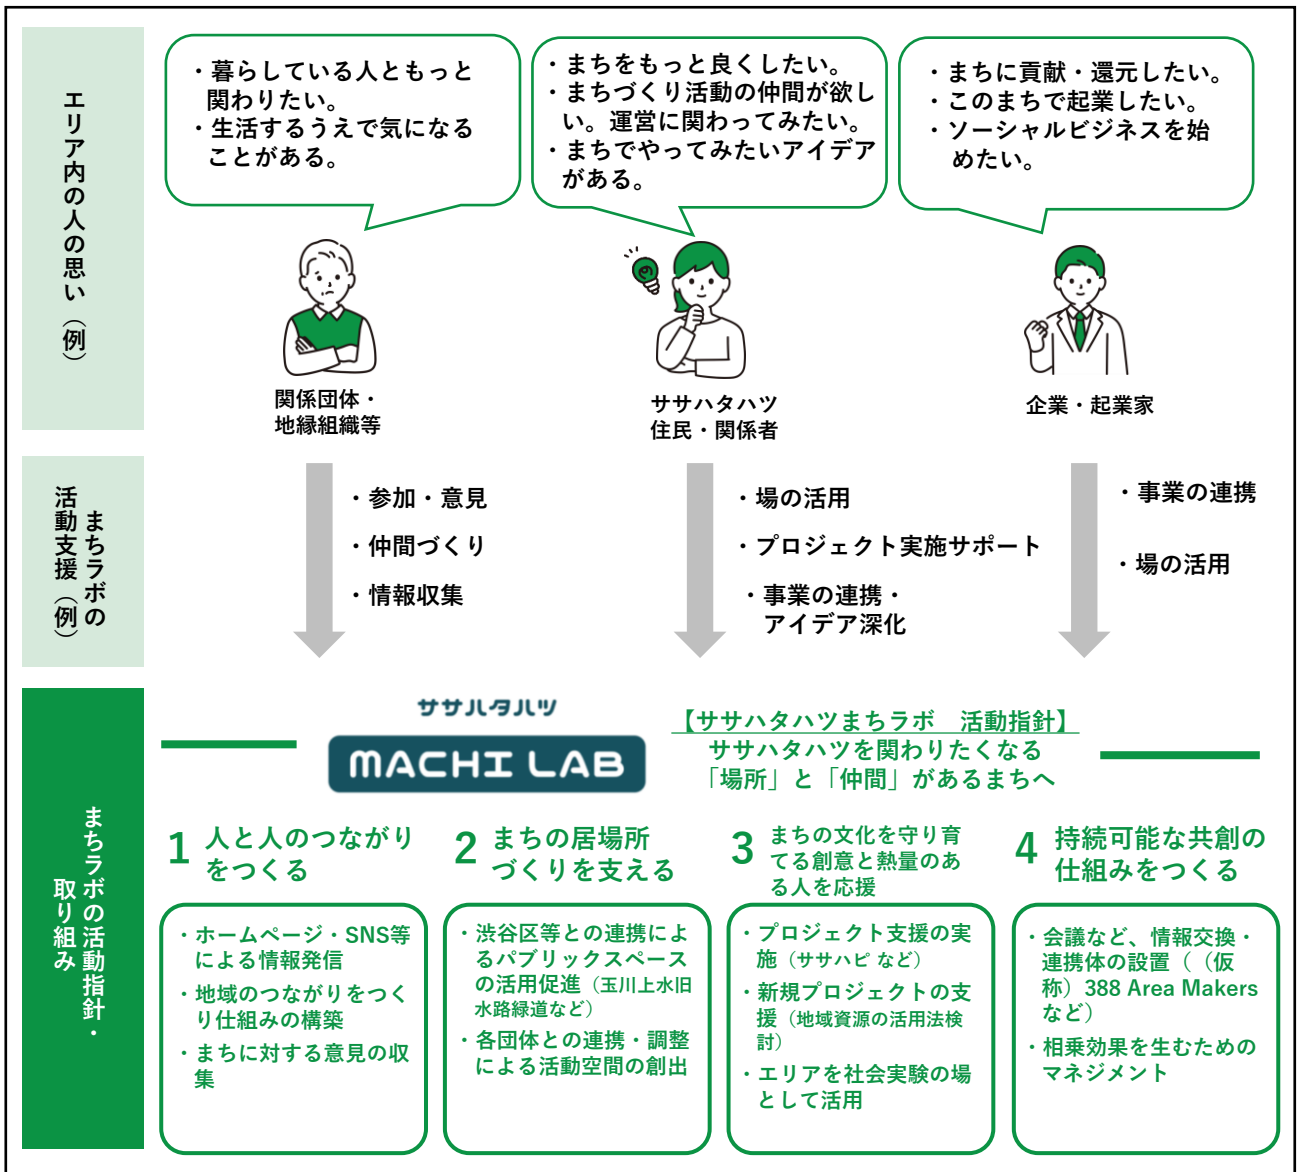 エリア内の人の思い（例）
・暮らしている人ともっと
関わりたい。
・生活するうえで気になる
ことがある。
・まちをもっと良くしたい。
・まちづくり活動の仲間が欲し
い。運営に関わってみたい。
・まちでやってみたいアイデア
がある。
・まちに貢献・還元したい。
・このまちで起業したい。
・ソーシャルビジネスを始
めたい。
関係団体・
地縁組織等
ササハタハツ
住民・関係者
企業・起業家
まちラボの
活動支援（例）
・参加・意見
・仲間づくり
・情報収集
・場の活用
・プロジェクト実施サポート
・事業の連携・
アイデア深化
・事業の連携
・場の活用
まちラボの活動指針・
取り組み
ササハタハツ
MACHI LAB
【ササハタハツまちラボ　活動指針】
ササハタハツを関わりたくなる
「場所」と「仲間」があるまちへ
1 人と人のつながり
をつくる
・ホームページ・SNS等
による情報発信
・地域のつながりをつく
り仕組みの構築
・まちに対する意見の収
集
2 まちの居場所
づくりを支える
・渋谷区等との連携によ
るパブリックスペース
の活用促進（玉川上水旧
水路緑道など）
・各団体との連携・調整
による活動空間の創出
3 まちの文化を守り育
てる創意と熱量のあ
る人を応援
・プロジェクト支援の実
施（ササハピ など）
・新規プロジェクトの支
援（地域資源の活用法検
討）
・エリアを社会実験の場
として活用
4 持続可能な共創の
仕組みをつくる
・会議など、情報交換・
連携体の設置（（仮
称）388 Area Makers
など）
・相乗効果を生むための
マネジメント